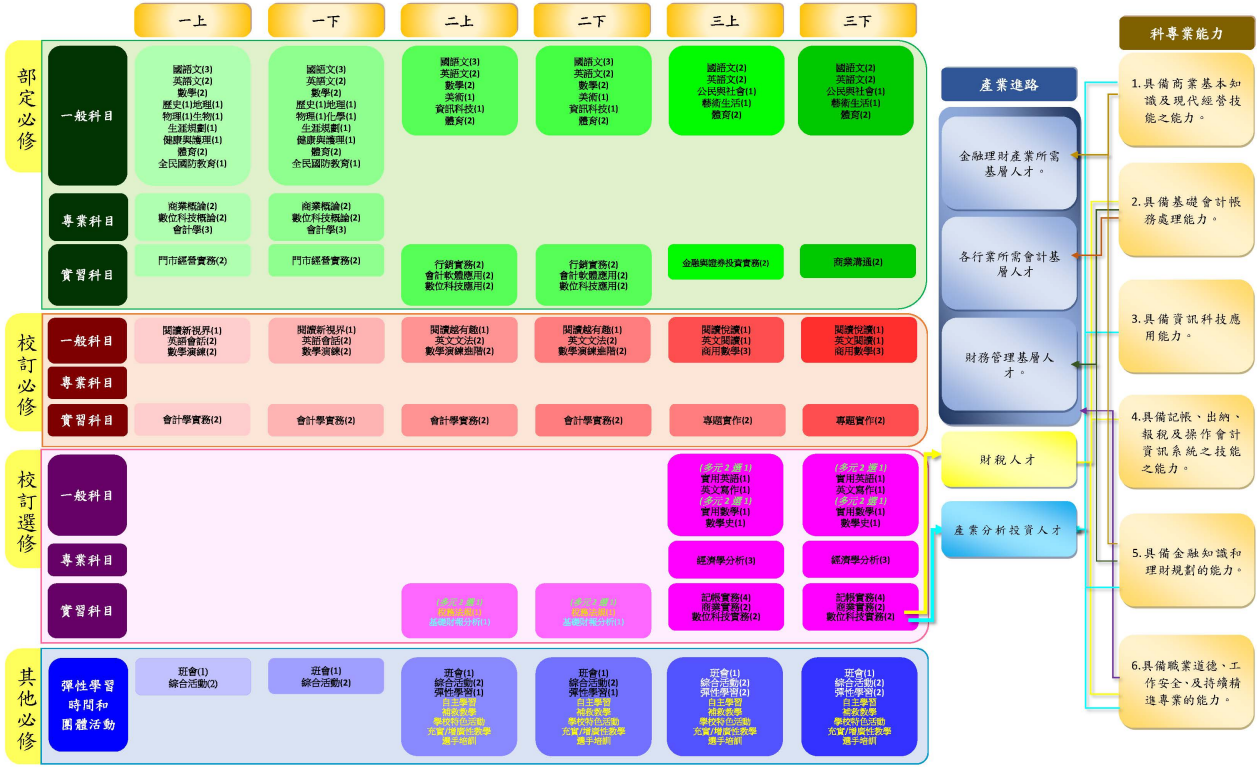 一上
一下
二上
二下
三上
三下
部定必修
一般科目
國語文(3)
英語文(2)
數學(2)
歷史(1)地理(1)
物理(1)生物(1)
生涯規劃(1)
健康與護理(1)
體育(2)
全民國防教育(1)
國語文(3)
英語文(2)
數學(2)
歷史(1)地理(1)
物理(1)化學(1)
生涯規劃(1)
健康與護理(1)
體育(2)
全民國防教育(1)
國語文(3)
英語文(2)
數學(2)
美術(1)
資訊科技(1)
體育(2)
國語文(3)
英語文(2)
數學(2)
美術(1)
資訊科技(1)
體育(2)
國語文(2)
英語文(2)
公民與社會(1)
藝術生活(1)
體育(2)
國語文(2)
英語文(2)
公民與社會(1)
藝術生活(1)
體育(2)
專業科目
商業概論(2)
數位科技概論(2)
會計學(3)
商業概論(2)
數位科技概論(2)
會計學(3)
實習科目
門市經營實務(2)
門市經營實務(2)
行銷實務(2)
會計軟體應用(2)
數位科技應用(2)
行銷實務(2)
會計軟體應用(2)
數位科技應用(2)
金融與證券投資實務(2)
商業溝通(2)
校訂必修
一般科目
閱讀新視界(1)
英語會話(2)
數學演練(2)
閱讀新視界(1)
英語會話(2)
數學演練(2)
閱讀越有趣(1)
英文文法(2)
數學演練進階(2)
閱讀越有趣(1)
英文文法(2)
數學演練進階(2)
閱讀悅讀(1)
英文閱讀(1)
商用數學(3)
閱讀悅讀(1)
英文閱讀(1)
商用數學(3)
專業科目
實習科目
會計學實務(2)
會計學實務(2)
會計學實務(2)
會計學實務(2)
專題實作(2)
專題實作(2)
校訂選修
一般科目
(多元2選1)
實用英語(1)
英文寫作(1)
(多元2選1)
實用數學(1)
數學史(1)
(多元2選1)
實用英語(1)
英文寫作(1)
(多元2選1)
實用數學(1)
數學史(1)
專業科目
經濟學分析(3)
經濟學分析(3)
實習科目
(多元2選1)
稅務法規(1)
基礎財報分析(1)
(多元2選1)
稅務法規(1)
基礎財報分析(1)
記帳實務(4)
商業實務(2)
數位科技實務(2)
記帳實務(4)
商業實務(2)
數位科技實務(2)
其他必修
彈性學習
時間和
團體活動
班會(1)
綜合活動(2)
班會(1)
綜合活動(2)
班會(1)
綜合活動(2)
彈性學習(1)
自主學習
補救教學
學校特色活動
充實/增廣性教學
選手培訓
班會(1)
綜合活動(2)
彈性學習(1)
自主學習
補救教學
學校特色活動
充實/增廣性教學
選手培訓
班會(1)
綜合活動(2)
彈性學習(2)
自主學習
補救教學
學校特色活動
充實/增廣性教學
選手培訓
班會(1)
綜合活動(2)
彈性學習(2)
自主學習
補救教學
學校特色活動
充實/增廣性教學
選手培訓
產業進路
金融理財產業所需
基層人才。
各行業所需會計基
層人才
財務管理基層人
才。
財稅人才
產業分析投資人才
科專業能力
1.具備商業基本知
識及現代經營技
能之能力。
2.具備基礎會計帳
務處理能力。
3.具備資訊科技應
用能力。
4.具備記帳、出納、
報稅及操作會計
資訊系統之技能
之能力。
5.具備金融知識和
理財規劃的能力。
6.具備職業道德、工
作安全、及持續精
進專業的能力。